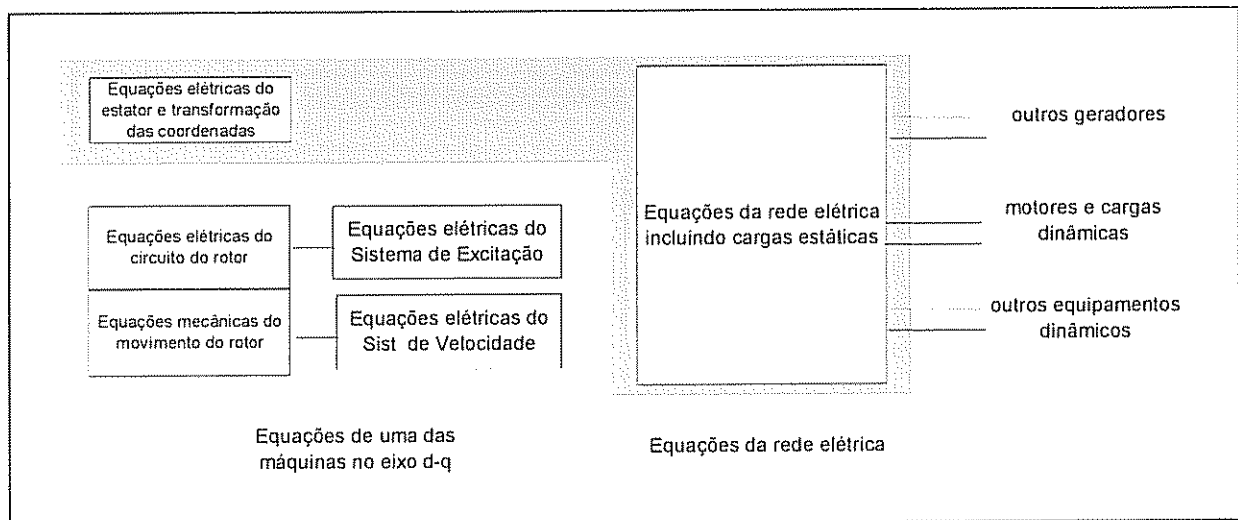 Equações elétricas do
estator e transformação
das coordenadas
Equações elétricas do
circuito do rotor
Equações mecânicas do
movimento do rotor
Equações elétricas do
Sistema de Excitação
Equações elétricas do
Sist de Velocidade
Equações de uma das
máquinas no eixo d-q
Equações da rede elétrica
incluíndo cargas estáticas
Equações da rede elétrica
outros geradores
motores e cargas
dinâmicas
outros equipamentos
dinâmicos